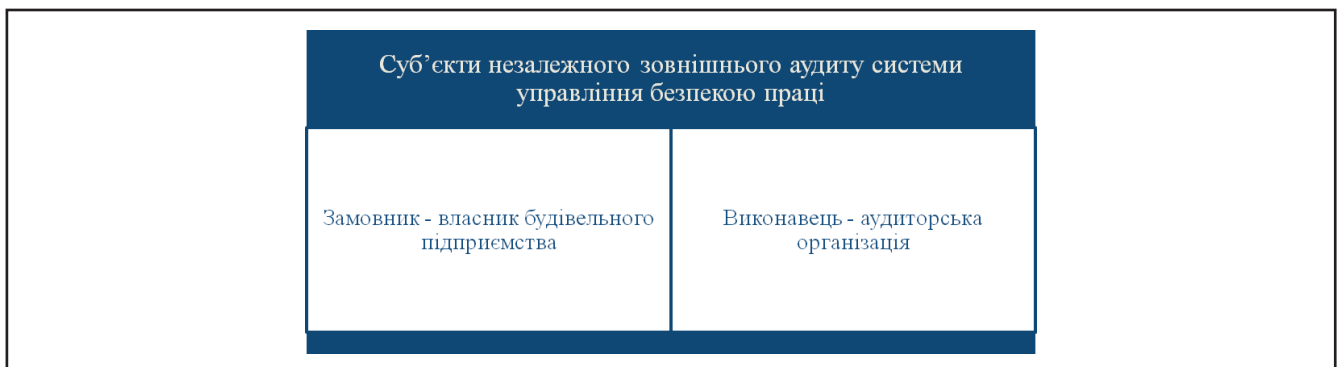 Суб’єкти незалежного зовнішнього аудиту системи
управління безпекою праці
Замовник - власник будівельного
підприємства
Виконавець - аудиторська
організація